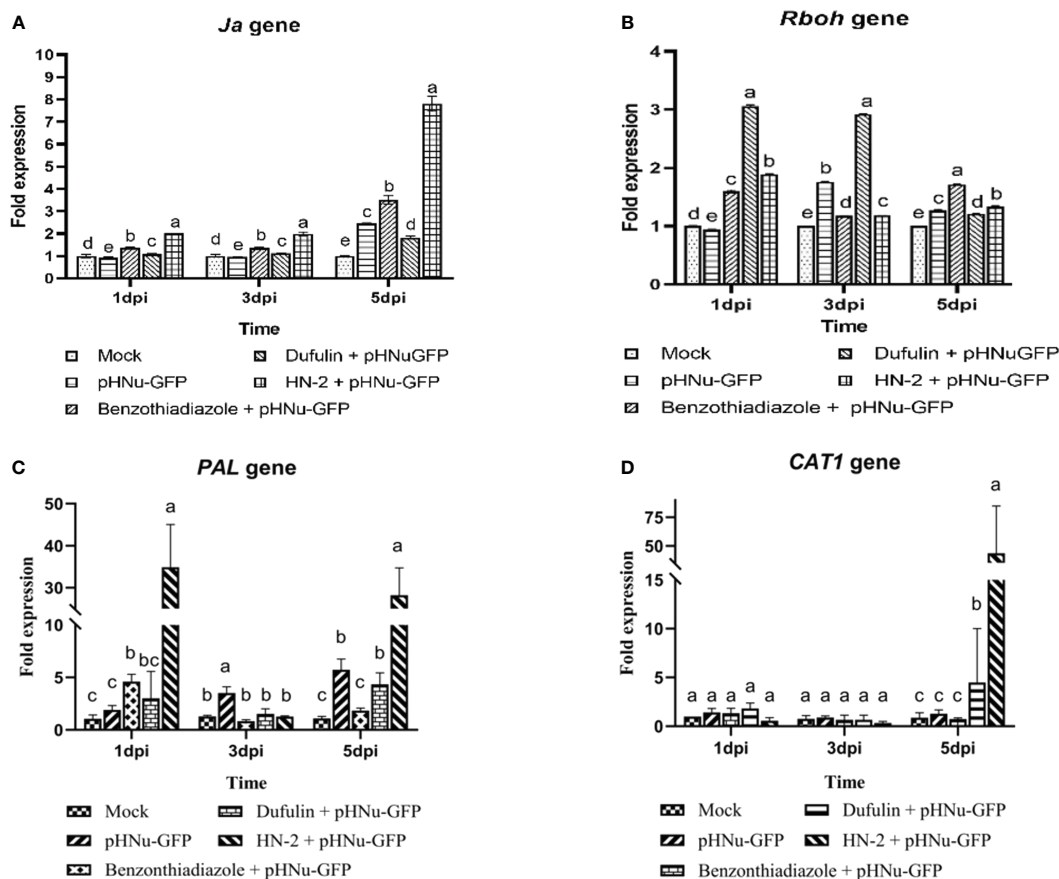 A
Ja gene
Fold expression
10
9
8
7
6
5
4
3
2
1
0
d e b c a
d e b c a
e c b d a
1dpi 3dpi 5dpi
Time
Mock
Dufulin + pHNuGFP
pHNu-GFP
HN-2 + pHNu-GFP
Benzothiadiazole + pHNu-GFP
B
Rboh gene
Fold expression
4
3
2
1
0
d e c a b
e b d a c
e c a d b
1dpi 3dpi 5dpi
Time
Mock
Dufulin + pHNuGFP
pHNu-GFP
HN-2 + pHNu-GFP
Benzothiadiazole + pHNu-GFP
C
PAL gene
Fold expression
50
40
30
10
5
0
c c b bc a
b a b b b
c b c b a
1dpi 3dpi 5dpi
Time
Mock
Dufulin + pHNu-GFP
pHNu-GFP
HN-2 + pHNu-GFP
Benzonthiadiazole + pHNu-GFP
D
CAT1 gene
Fold expression
75
50
15
10
5
0
a a a a a
a a a a a
c c c b a
1dpi 3dpi 5dpi
Time
Mock
Dufulin + pHNu-GFP
pHNu-GFP
HN-2 + pHNu-GFP
Benzonthiadiazole + pHNu-GFP